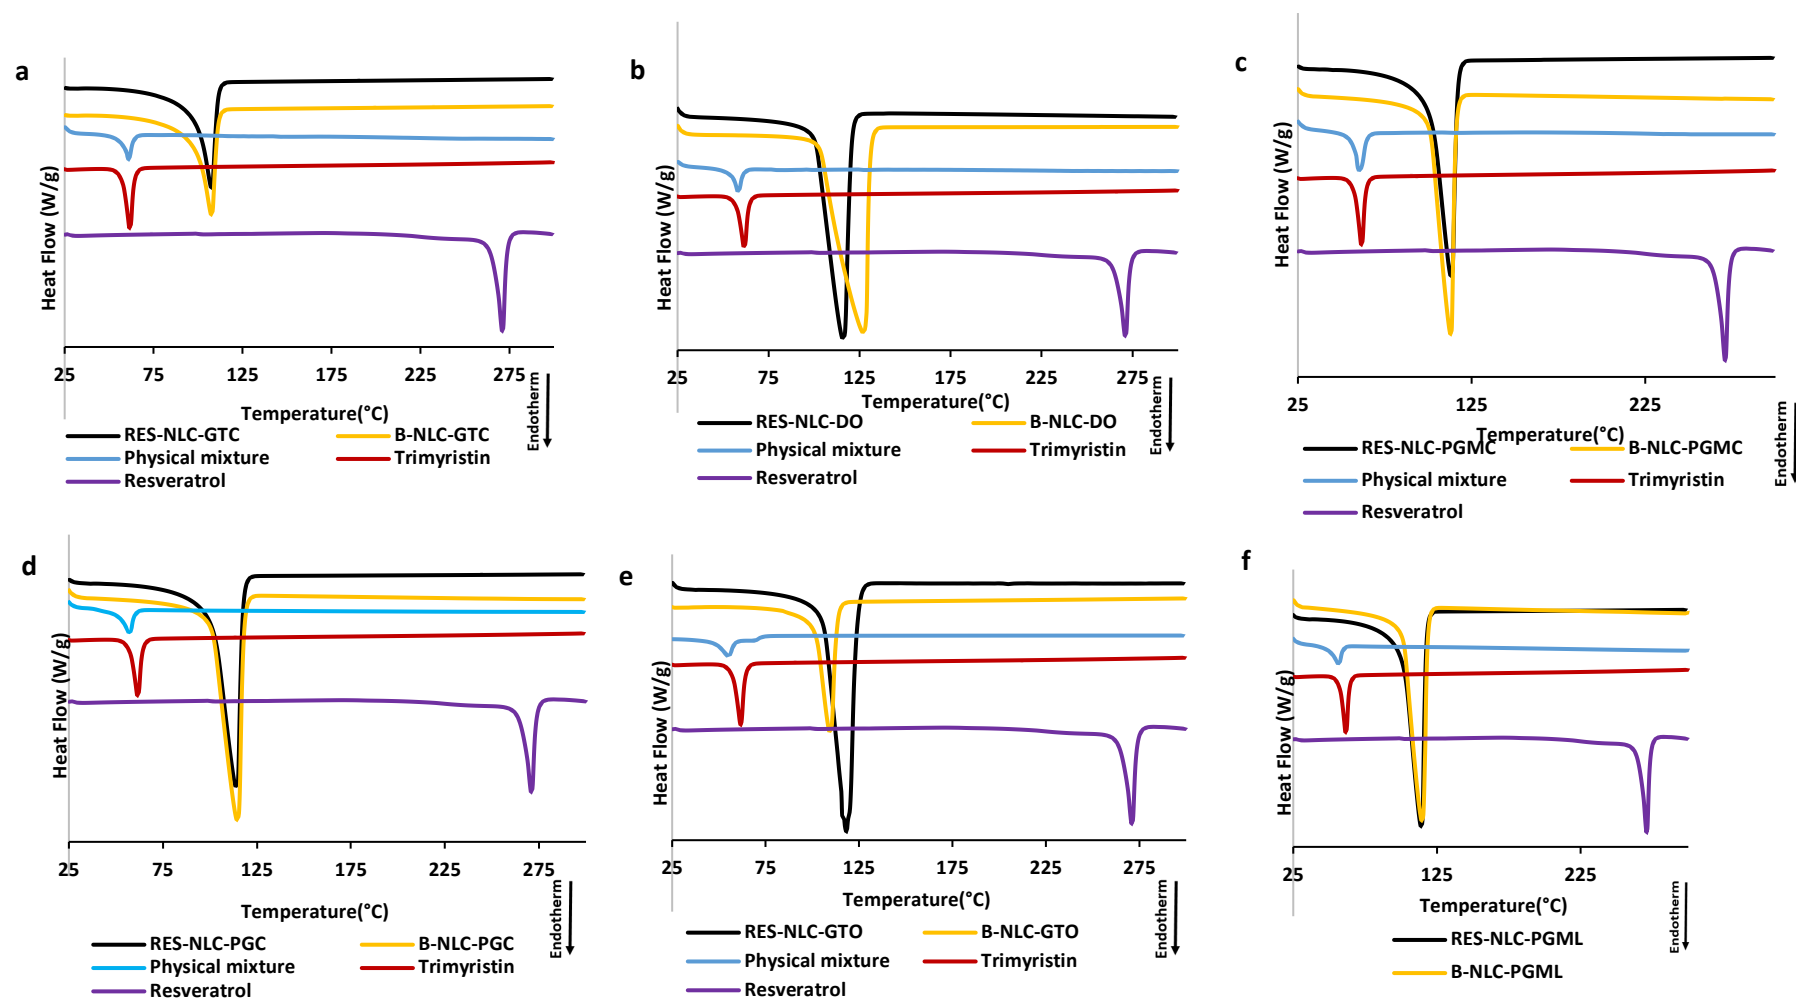 a
Heat Flow (W/g)
25 75 125 175 225 275
Temperature(°C)
Endotherm
RES-NLC-GTC B-NLC-GTC
Physical mixture Trimyristin
Resveratrol
b
Heat Flow (W/g)
25 75 125 175 225 275
Temperature(°C)
Endotherm
RES-NLC-DO B-NLC-DO
Physical mixture Trimyristin
Resveratrol
c
Heat Flow (W/g)
25 125 225
Temperature(°C)
Endotherm
RES-NLC-PGMC B-NLC-PGMC
Physical mixture Trimyristin
Resveratrol
d
Heat Flow (W/g)
25 75 125 175 225 275
Temperature(°C)
Endotherm
RES-NLC-PGC B-NLC-PGC
Physical mixture Trimyristin
Resveratrol
e
Heat Flow (W/g)
25 75 125 175 225 275
Temperature(°C)
Endotherm
RES-NLC-GTO B-NLC-GTO
Physical mixture Trimyristin
Resveratrol
f
Heat Flow (W/g)
25 125 225
Temperature(°C)
Endotherm
RES-NLC-PGML
B-NLC-PGML